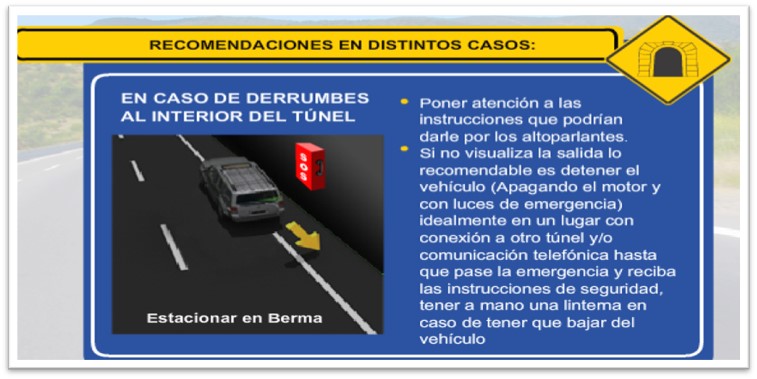 RECOMENDACIONES EN DISTINTOS CASOS:
EN CASO DE DERRUMBES
AL INTERIOR DEL TÚNEL
SOS
Estacionar en Berma
• Poner atención a las
instrucciones que podrían
darle por los altoparlantes.
• Si no visualiza la salida lo
recomendable es detener el
vehículo (Apagando el motor y
con luces de emergencia)
idealmente en un lugar con
conexión a otro túnel y/o
comunicación telefónica hasta
que pase la emergencia y reciba
las instrucciones de seguridad,
tener a mano una linterna en
caso de tener que bajar del
vehículo